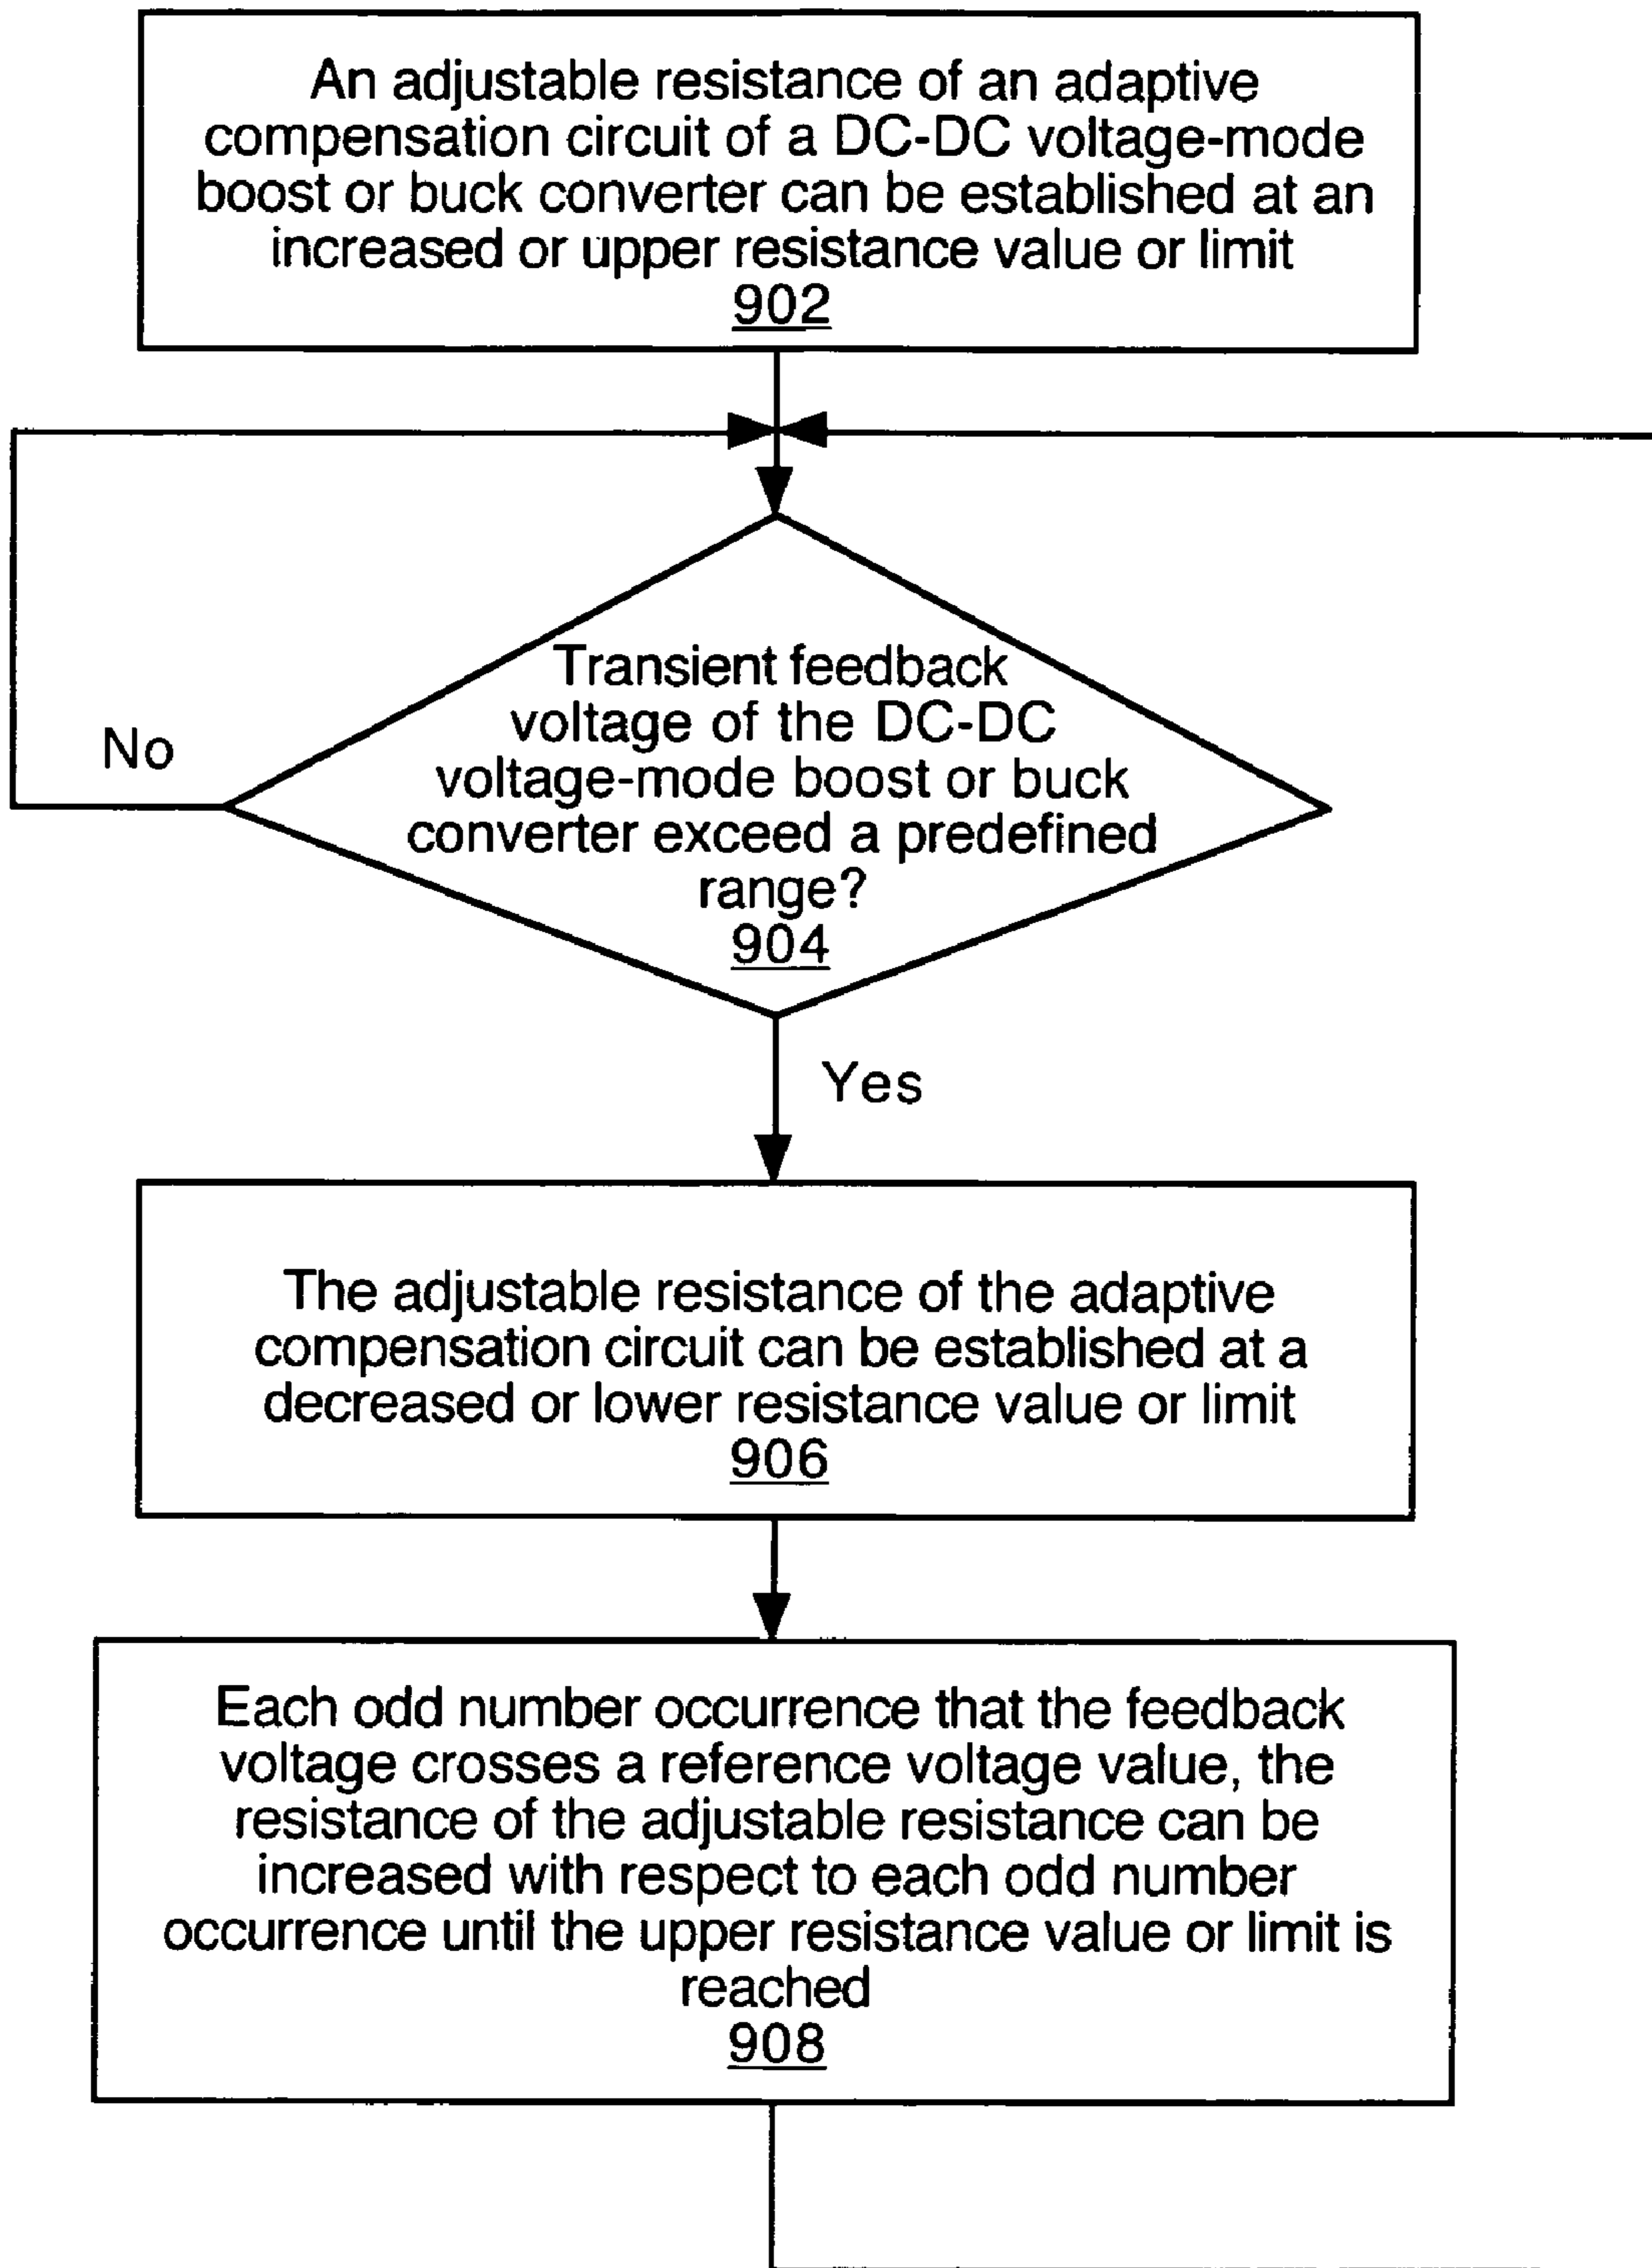 An adjustable resistance of an adaptive
compensation circuit of a DC-DC voltage-mode
boost or buck converter can be established at an
increased or upper resistance value or limit
902
Transient feedback
voltage of the DC-DC
voltage-mode boost or buck
converter exceed a predefined
range?
904
No
Yes
The adjustable resistance of the adaptive
compensation circuit can be established at a
decreased or lower resistance value or limit
906
Each odd number occurrence that the feedback
voltage crosses a reference voltage value, the
resistance of the adjustable resistance can be
increased with respect to each odd number
occurrence until the upper resistance value or limit is
reached
908